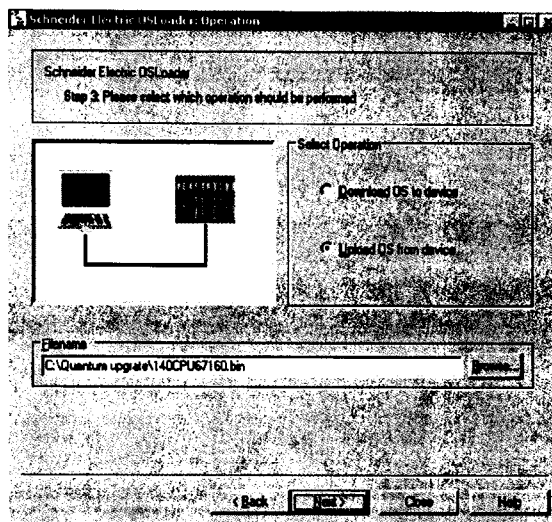 Schneider Electric OSLoader: Operation
Schneider Electric OSLoader
Step 3: Please select which operation should be performed
Select Operation
Download OS to device
Upload OS from device
Filename
C:\Quantum upgrate\140CPU67160.bin
Browse...
< Back
Next >
Close
Help